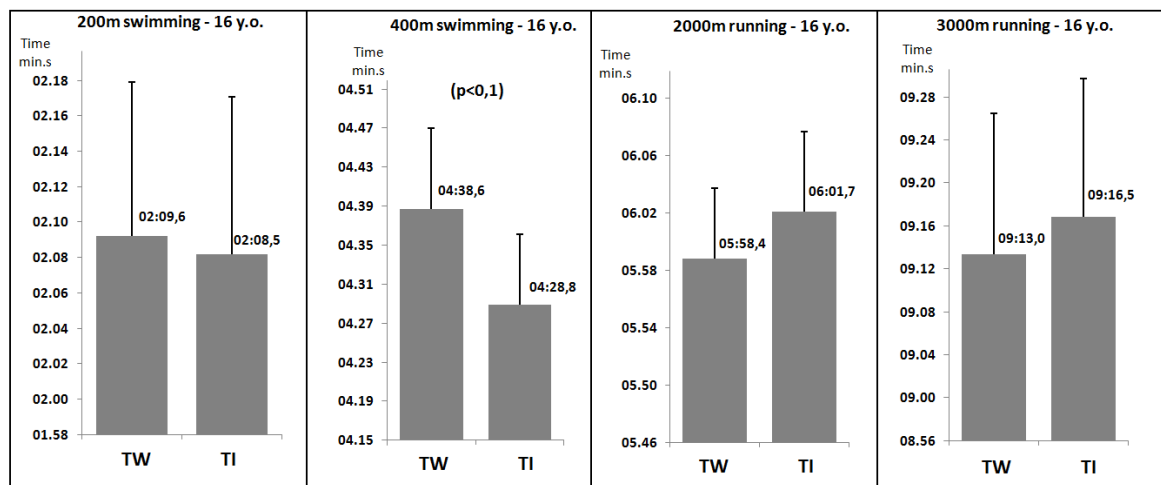 200m swimming - 16 y.o.
Time
min.s
02.18
02.16
02.14
02.12
02.10
02.08
02.06
02.04
02.02
02.00
01.58
02:09,6
02:08,5
TW TI
400m swimming - 16 y.o.
Time
min.s
(p<0,1)
04.51
04.47
04.43
04.39
04.35
04.31
04.27
04.23
04.19
04.15
04:38,6
04:28,8
TW TI
2000m running - 16 y.o.
Time
min.s
06.10
06.06
06.02
05.58
05.54
05.50
05.46
05:58,4
06:01,7
TW TI
3000m running - 16 y.o.
Time
min.s
09.28
09.24
09.20
09.16
09.12
09.08
09.04
09.00
08.56
09:13,0
09:16,5
TW TI